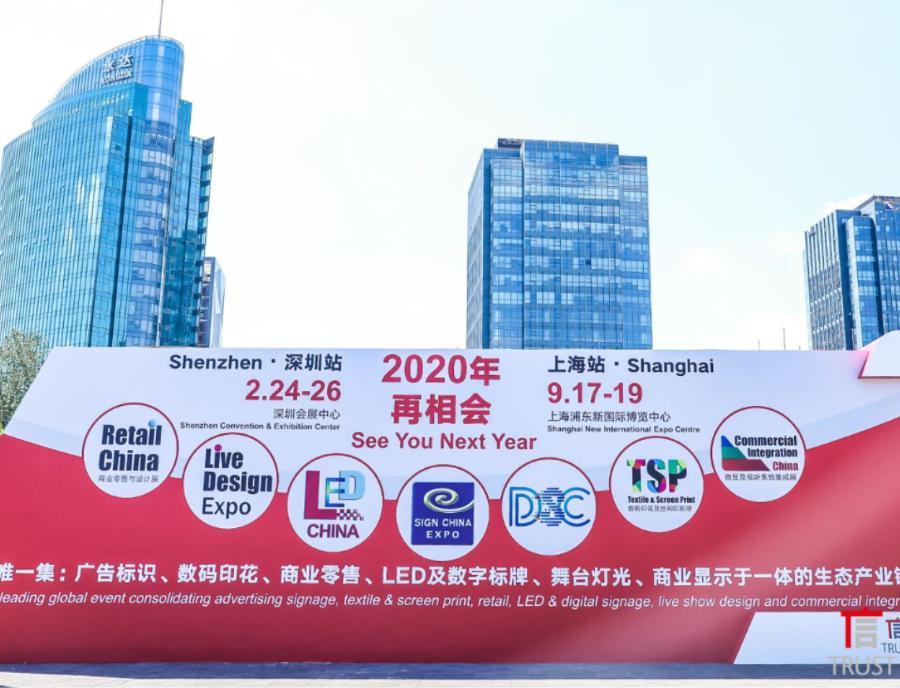 永达
Shenzhen · 深圳站
2.24-26
深圳会展中心
Shenzhen Convention & Exhibition Center
2020年
再相会
See You Next Year
上海站 · Shanghai
9.17-19
上海浦东新国际博览中心
Shanghai New International Expo Centre
Retail
China
商业零售与设计展
Live
Design
Expo
LED
CHINA
SIGN CHINA
EXPO
TSP
Textile & Screen Print
数码印花及丝网印刷展
Commercial
Integration
China
商显及视听系统集成展
唯一集：广告标识、数码印花、商业零售、LED及数字标牌、舞台灯光、商业显示于一体的生态产业链
leading global event consolidating advertising signage, textile & screen print, retail, LED & digital signage, live show design and commercial integr
信
TRUST
信
TRU